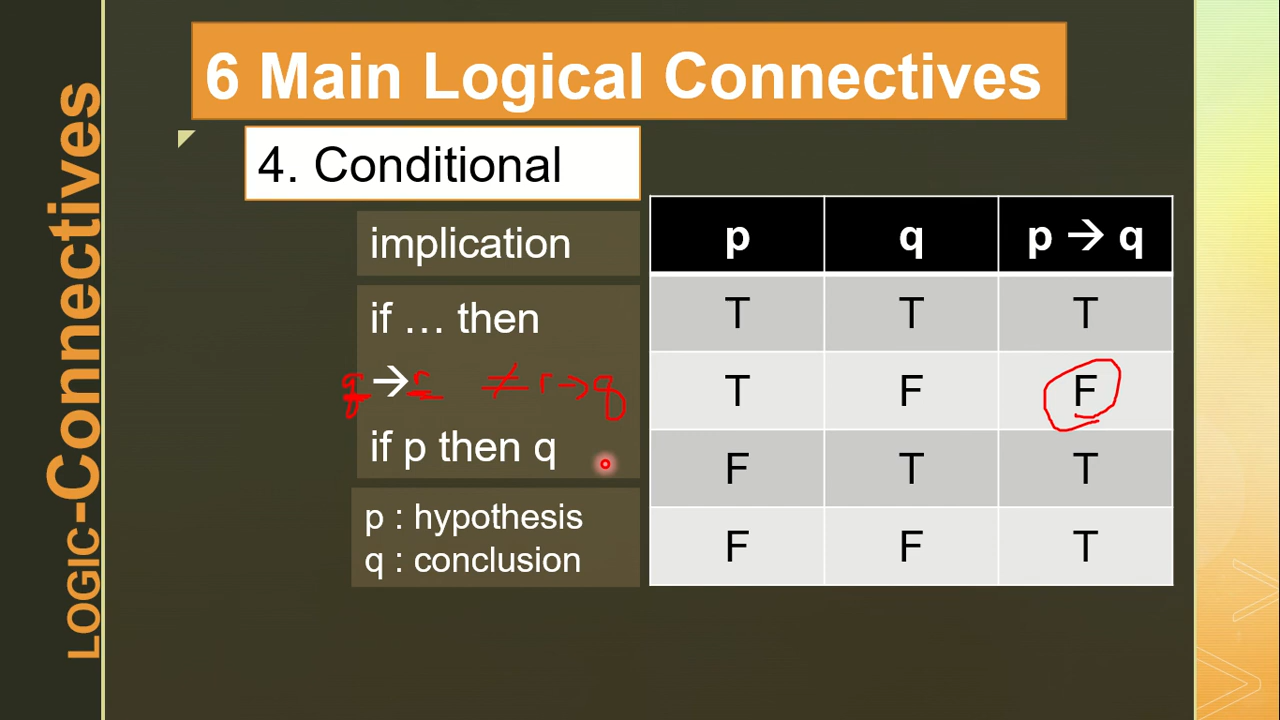 LOGIC-Connectives
6 Main Logical Connectives
4. Conditional
implication
if … then
q → r ≠ r → q
if p then q
p : hypothesis
q : conclusion
p q p → q
T T T
T F F
F T T
F F T